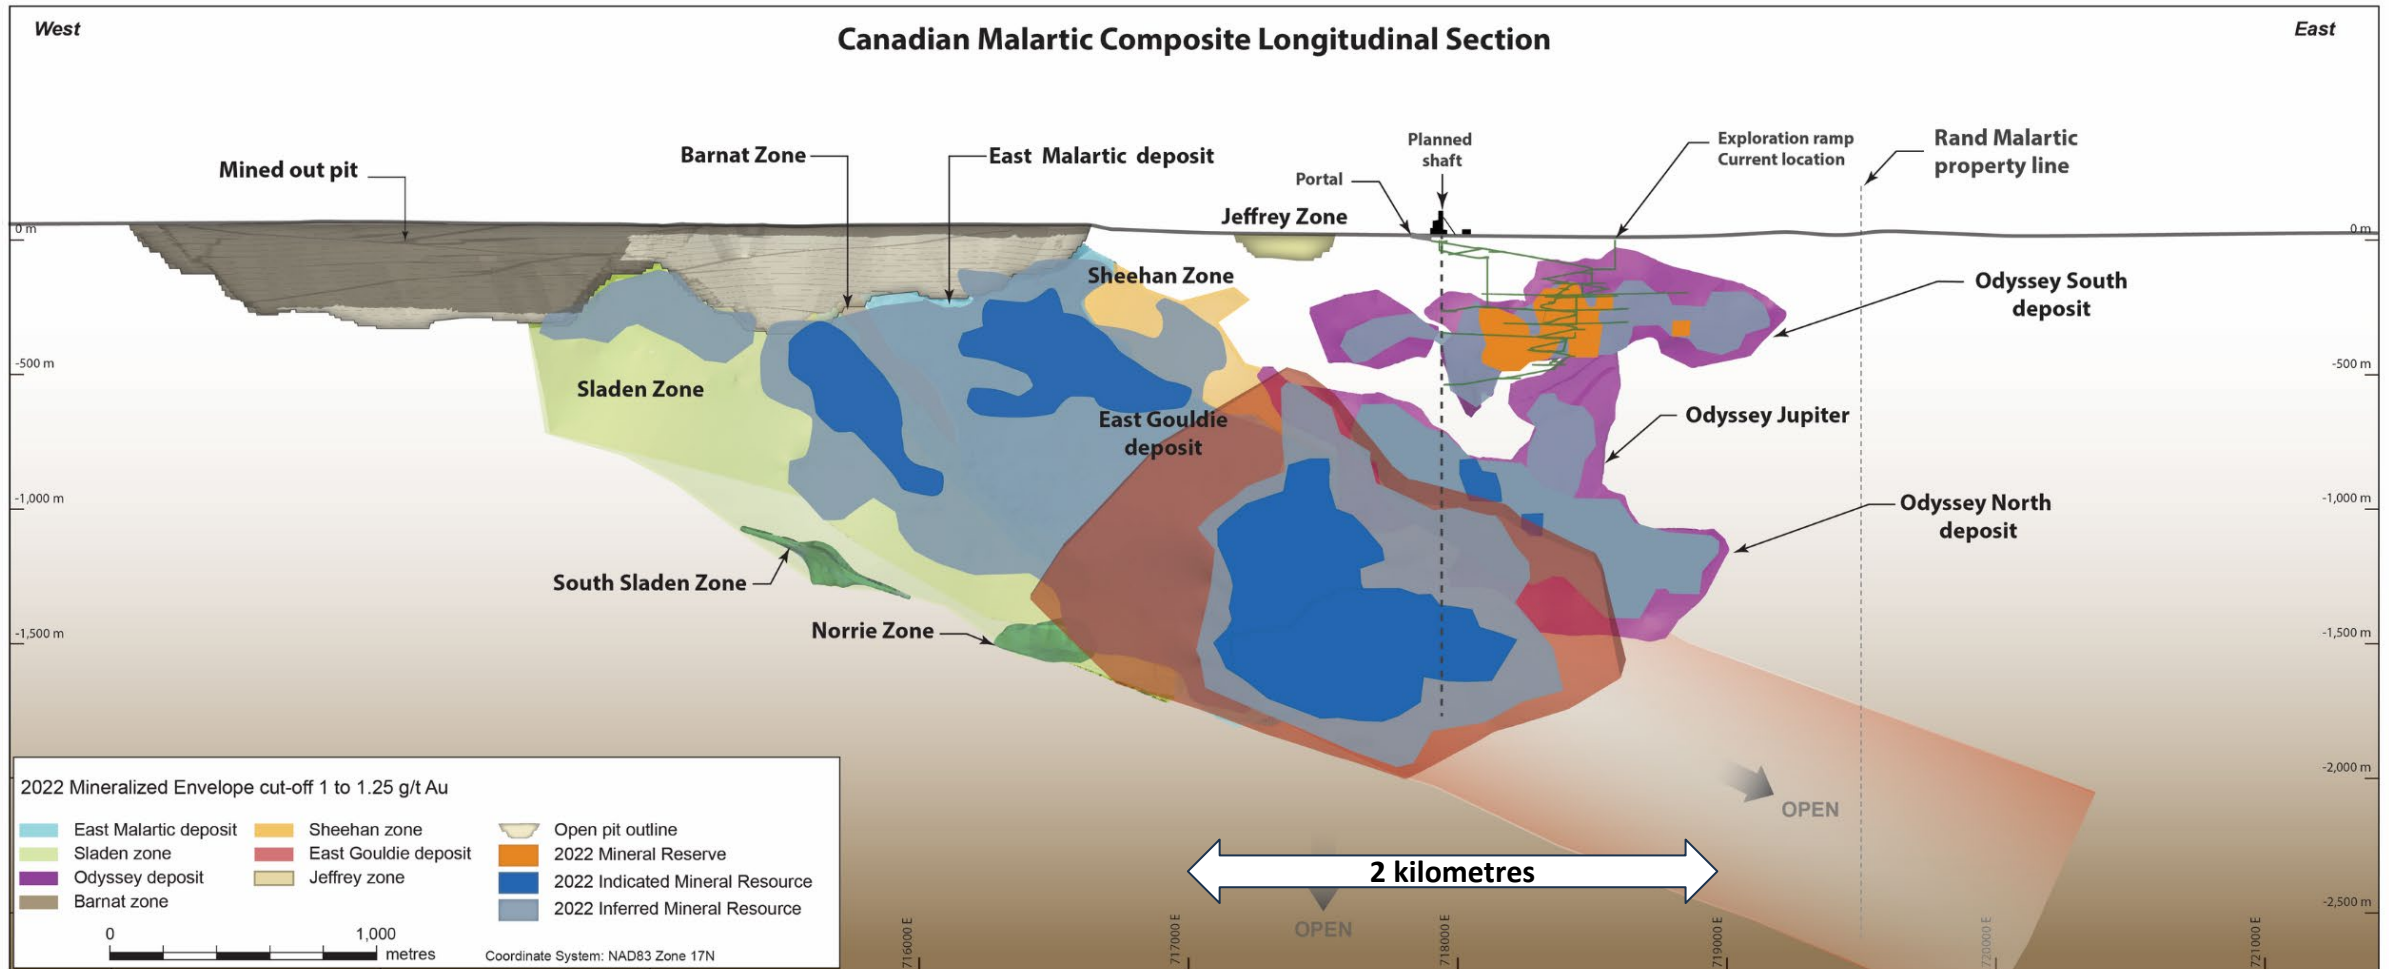 West
Canadian Malartic Composite Longitudinal Section
East
Mined out pit
Barnat Zone
East Malartic deposit
Portal
Planned
shaft
Exploration ramp
Current location
Rand Malartic
property line
Jeffrey Zone
0 m
0 m
Sheehan Zone
Odyssey South
deposit
-500 m
-500 m
Sladen Zone
East Gouldie
deposit
Odyssey Jupiter
-1,000 m
-1,000 m
Odyssey North
deposit
South Sladen Zone
Norrie Zone
-1,500 m
-1,500 m
-2,000 m
OPEN
2 kilometres
OPEN
-2,500 m
2022 Mineralized Envelope cut-off 1 to 1.25 g/t Au
East Malartic deposit
Sladen zone
Odyssey deposit
Barnat zone
Sheehan zone
East Gouldie deposit
Jeffrey zone
Open pit outline
2022 Mineral Reserve
2022 Indicated Mineral Resource
2022 Inferred Mineral Resource
0
1,000
metres
Coordinate System: NAD83 Zone 17N
716000 E
717000 E
718000 E
719000 E
720000 E
721000 E